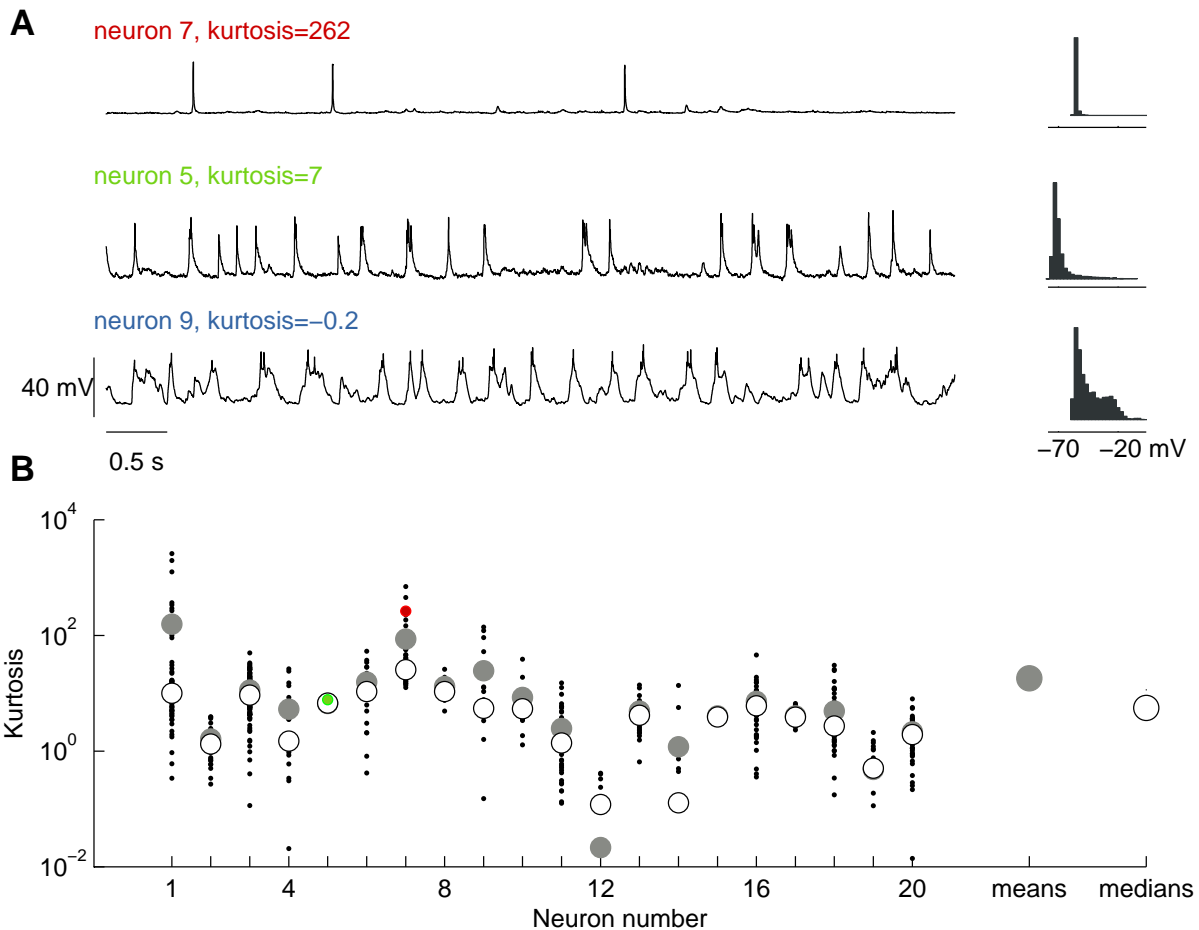 A
neuron 7, kurtosis=262
neuron 5, kurtosis=7
neuron 9, kurtosis=−0.2
40 mV
0.5 s
−70 −20 mV
B
10^4
10^2
10^0
10^−2
Kurtosis
1 4 8 12 16 20 means medians
Neuron number